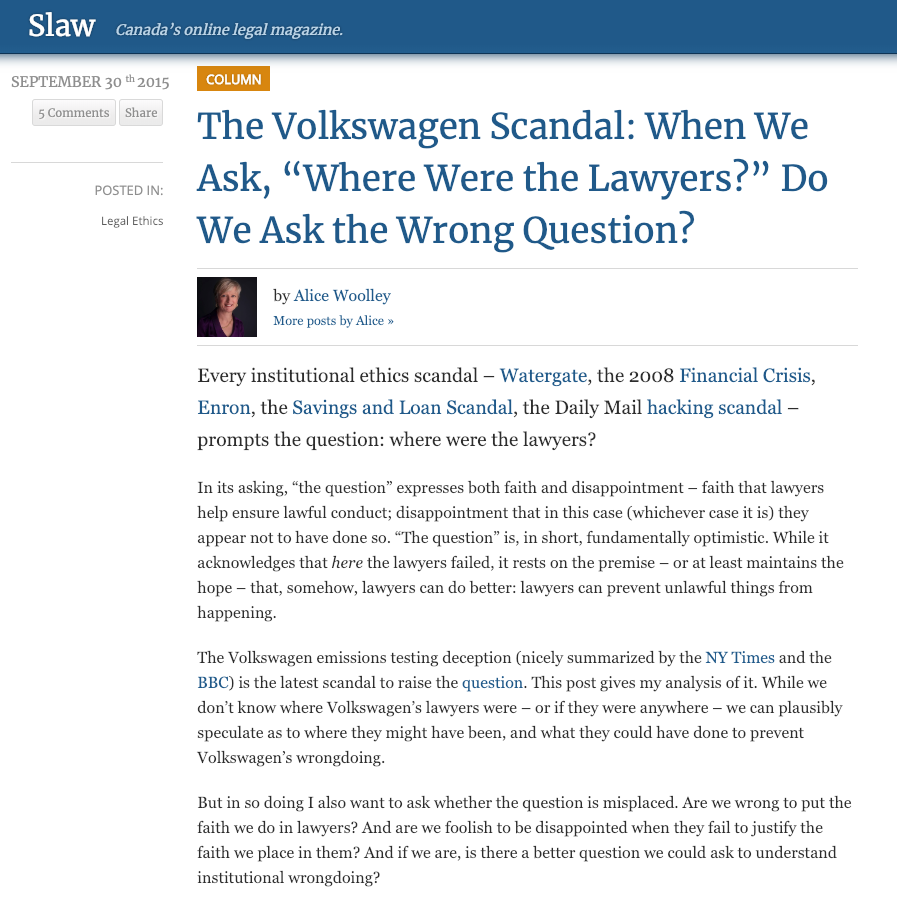 Slaw
Canada's online legal magazine.
SEPTEMBER 30 th 2015
5 Comments
Share
POSTED IN:
Legal Ethics
COLUMN
The Volkswagen Scandal: When We
Ask, “Where Were the Lawyers?” Do
We Ask the Wrong Question?
by Alice Woolley
More posts by Alice »
Every institutional ethics scandal – Watergate, the 2008 Financial Crisis,
Enron, the Savings and Loan Scandal, the Daily Mail hacking scandal –
prompts the question: where were the lawyers?
In its asking, “the question” expresses both faith and disappointment – faith that lawyers
help ensure lawful conduct; disappointment that in this case (whichever case it is) they
appear not to have done so. “The question” is, in short, fundamentally optimistic. While it
acknowledges that here the lawyers failed, it rests on the premise – or at least maintains the
hope – that, somehow, lawyers can do better: lawyers can prevent unlawful things from
happening.
The Volkswagen emissions testing deception (nicely summarized by the NY Times and the
BBC) is the latest scandal to raise the question. This post gives my analysis of it. While we
don’t know where Volkswagen’s lawyers were – or if they were anywhere – we can plausibly
speculate as to where they might have been, and what they could have done to prevent
Volkswagen’s wrongdoing.
But in so doing I also want to ask whether the question is misplaced. Are we wrong to put the
faith we do in lawyers? And are we foolish to be disappointed when they fail to justify the
faith we place in them? And if we are, is there a better question we could ask to understand
institutional wrongdoing?